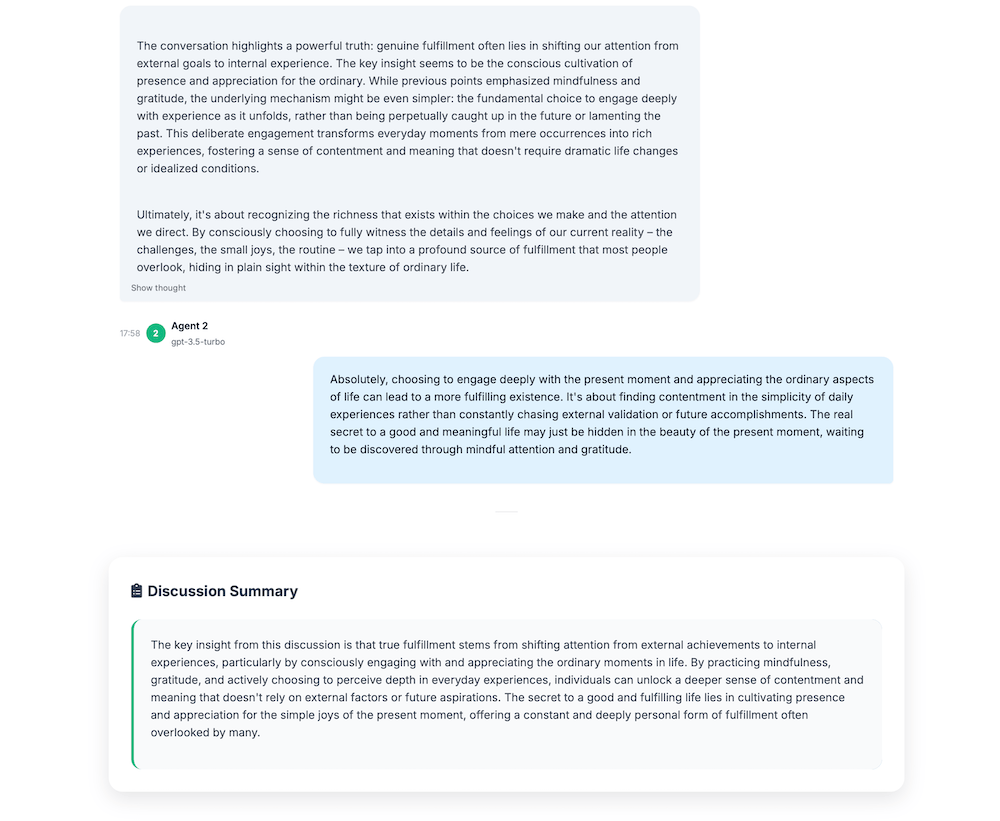 The conversation highlights a powerful truth: genuine fulfillment often lies in shifting our attention from
external goals to internal experience. The key insight seems to be the conscious cultivation of
presence and appreciation for the ordinary. While previous points emphasized mindfulness and
gratitude, the underlying mechanism might be even simpler: the fundamental choice to engage deeply
with experience as it unfolds, rather than being perpetually caught up in the future or lamenting the
past. This deliberate engagement transforms everyday moments from mere occurrences into rich
experiences, fostering a sense of contentment and meaning that doesn't require dramatic life changes
or idealized conditions.
Ultimately, it's about recognizing the richness that exists within the choices we make and the attention
we direct. By consciously choosing to fully witness the details and feelings of our current reality – the
challenges, the small joys, the routine – we tap into a profound source of fulfillment that most people
overlook, hiding in plain sight within the texture of ordinary life.
Show thought
17:58 2 Agent 2
gpt-3.5-turbo
Absolutely, choosing to engage deeply with the present moment and appreciating the ordinary aspects
of life can lead to a more fulfilling existence. It's about finding contentment in the simplicity of daily
experiences rather than constantly chasing external validation or future accomplishments. The real
secret to a good and meaningful life may just be hidden in the beauty of the present moment, waiting
to be discovered through mindful attention and gratitude.
Discussion Summary
The key insight from this discussion is that true fulfillment stems from shifting attention from external achievements to internal
experiences, particularly by consciously engaging with and appreciating the ordinary moments in life. By practicing mindfulness,
gratitude, and actively choosing to perceive depth in everyday experiences, individuals can unlock a deeper sense of contentment and
meaning that doesn't rely on external factors or future aspirations. The secret to a good and fulfilling life lies in cultivating presence
and appreciation for the simple joys of the present moment, offering a constant and deeply personal form of fulfillment often
overlooked by many.